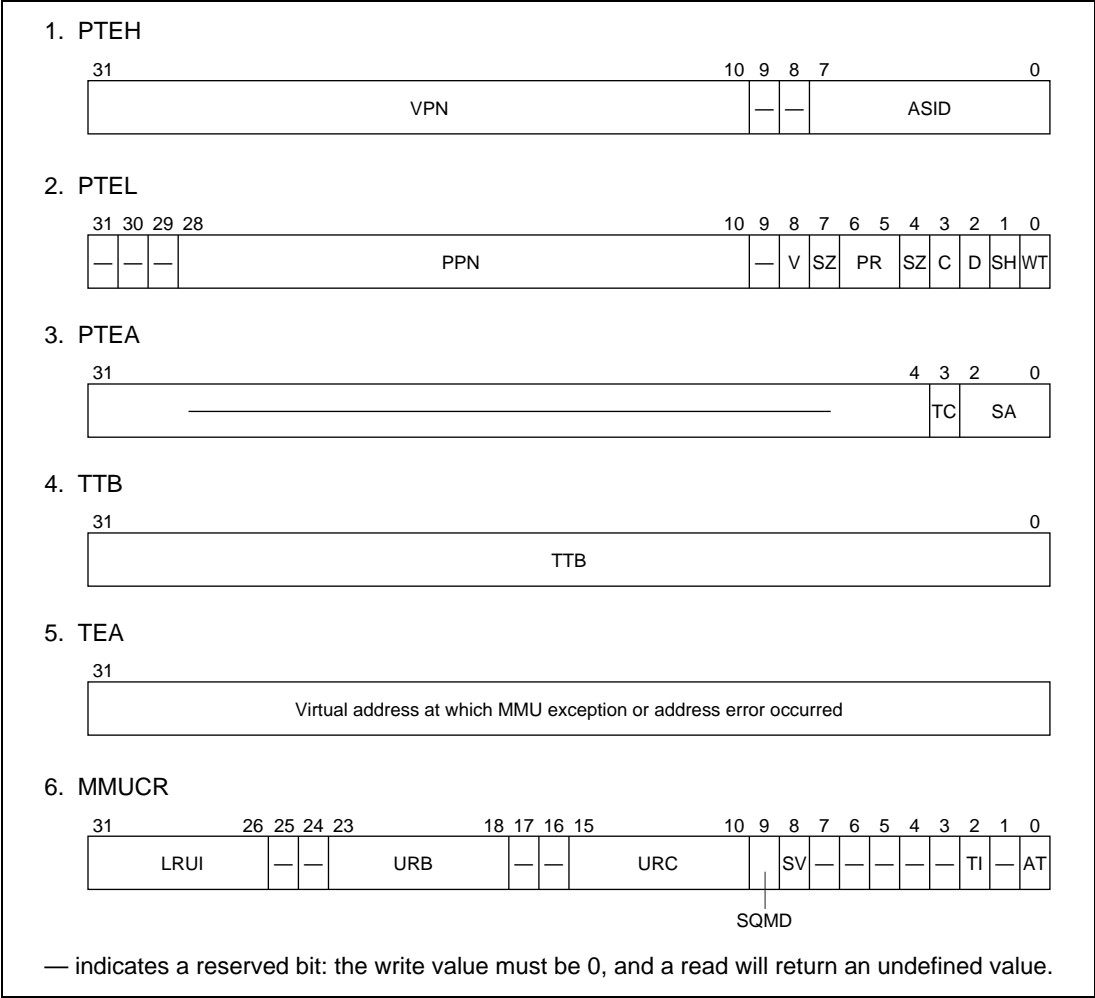 1. PTEH
31 10 9 8 7 0
VPN — — ASID
2. PTEL
31 30 29 28 10 9 8 7 6 5 4 3 2 1 0
— — — PPN — V SZ PR SZ C D SH WT
3. PTEA
31 4 3 2 0
— TC SA
4. TTB
31 0
TTB
5. TEA
31
Virtual address at which MMU exception or address error occurred
6. MMUCR
31 26 25 24 23 18 17 16 15 10 9 8 7 6 5 4 3 2 1 0
LRUI — — URB — — URC SV — — — — — TI — AT
SQMD
— indicates a reserved bit: the write value must be 0, and a read will return an undefined value.